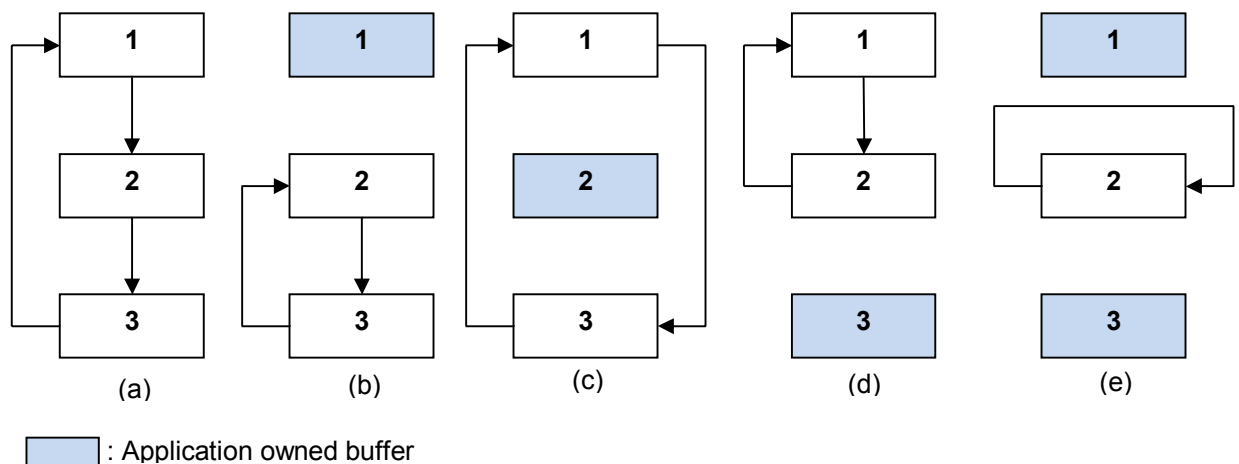 1 1 1 1 1
2 2 2 2 2
3 3 3 3 3
(a) (b) (c) (d) (e)
: Application owned buffer